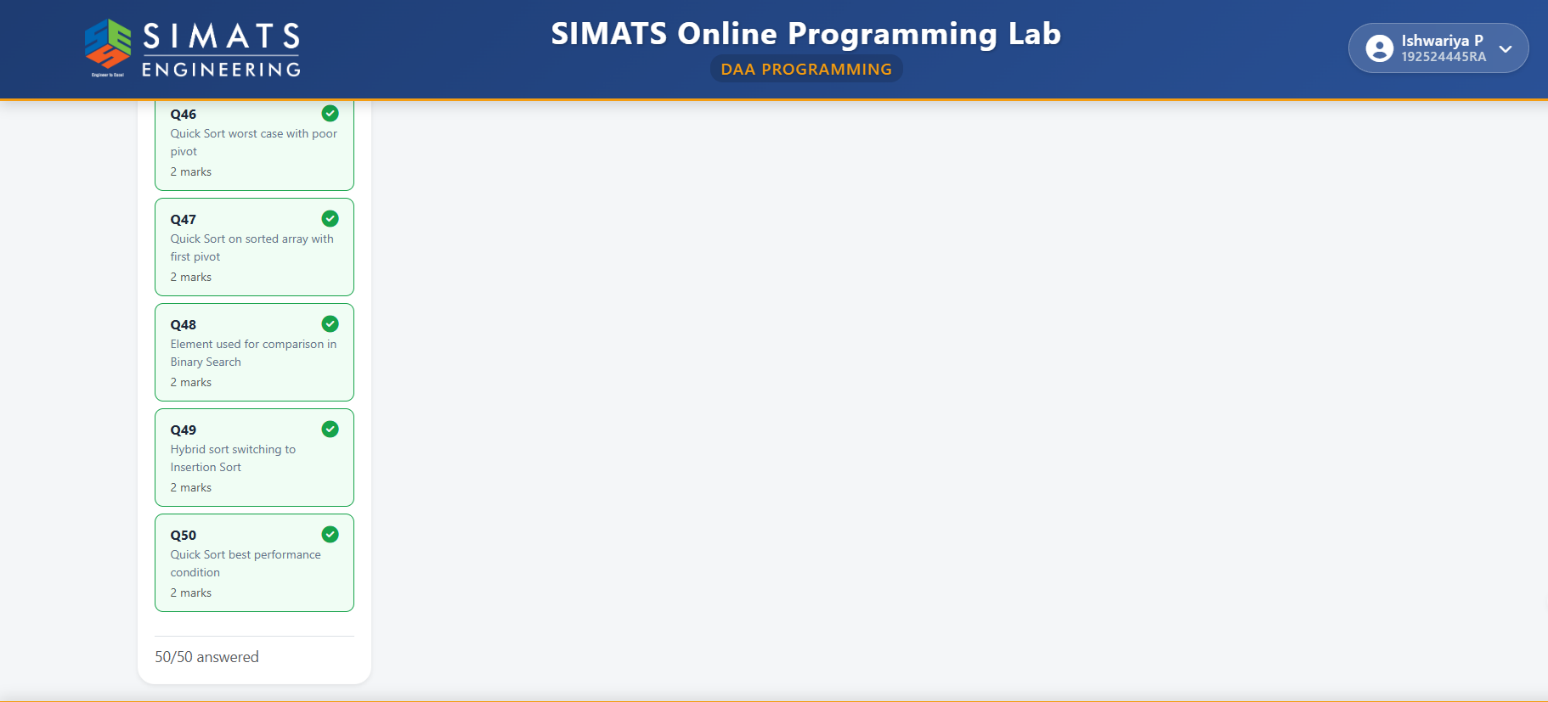 SIMATS
ENGINEERING
Engineer to Excel
SIMATS Online Programming Lab
DAA PROGRAMMING
Ishwariya P
192524445RA
Q46
Quick Sort worst case with poor
pivot
2 marks
Q47
Quick Sort on sorted array with
first pivot
2 marks
Q48
Element used for comparison in
Binary Search
2 marks
Q49
Hybrid sort switching to
Insertion Sort
2 marks
Q50
Quick Sort best performance
condition
2 marks
50/50 answered